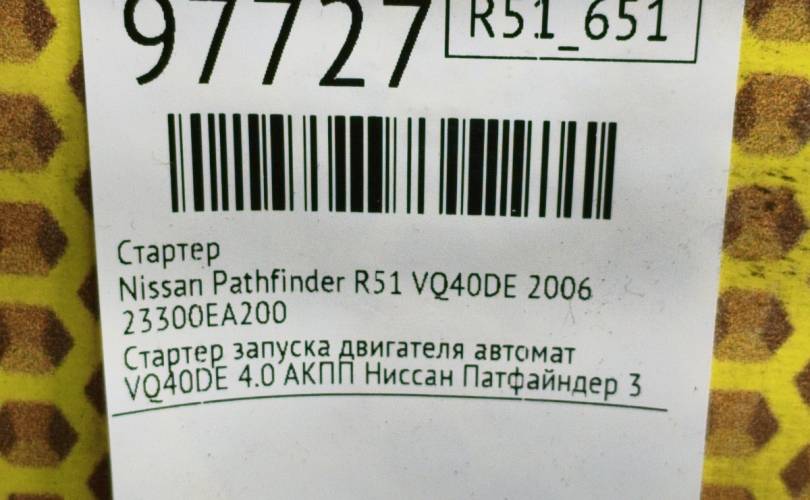 97727
R51_651
Стартер
Nissan Pathfinder R51 VQ40DE 2006
23300EA200
Стартер запуска двигателя автомат
VQ40DE 4.0 АКПП Ниссан Патфайндер 3